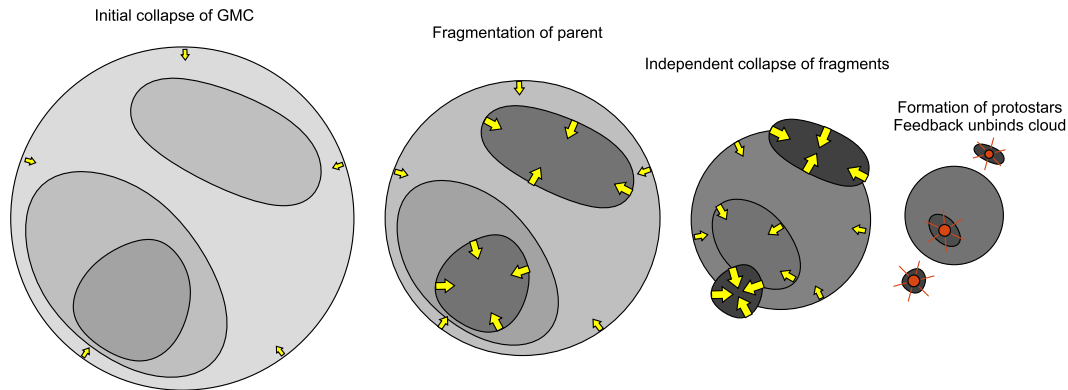 Initial collapse of GMC
Fragmentation of parent
Independent collapse of fragments
Formation of protostars
Feedback unbinds cloud